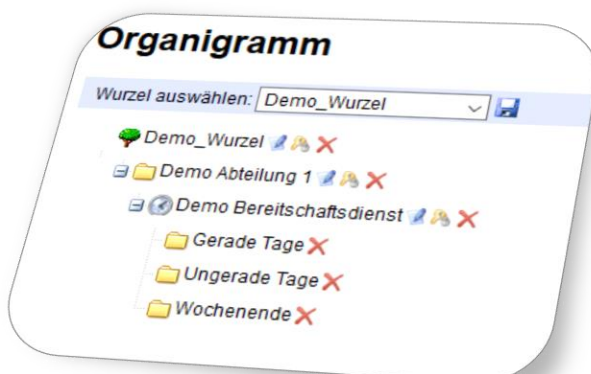 Organigramm
Wurzel auswählen: Demo_Wurzel
Demo_Wurzel
Demo Abteilung 1
Demo Bereitschaftsdienst
Gerade Tage
Ungerade Tage
Wochenende